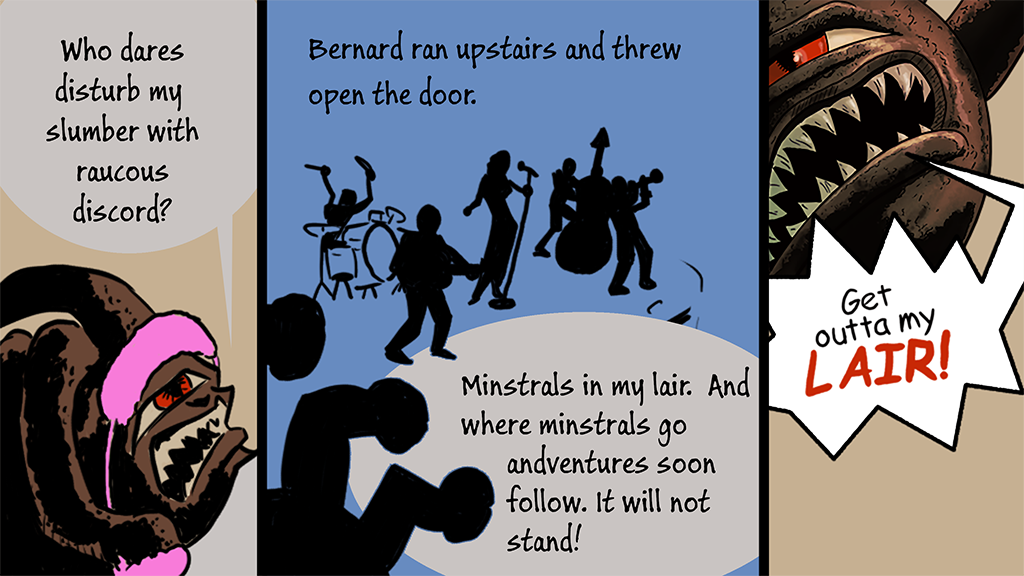 Who dares
disturb my
slumber with
raucous
discord?
Bernard ran upstairs and threw
open the door.
Minstrals in my lair. And
where minstrals go
andventures soon
follow. It will not
stand!
Get
outta my
LAIR!